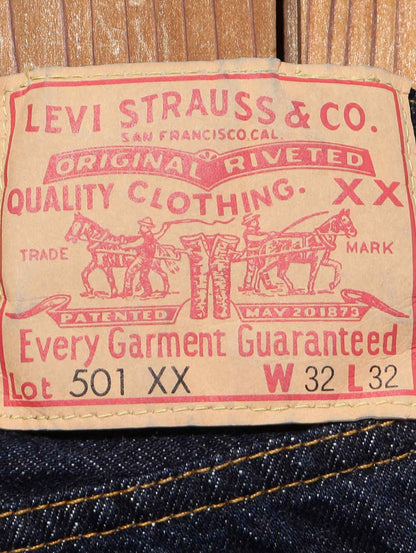 LEVI STRAUSS & CO.
SAN FRANCISCO.CAL.
ORIGINAL RIVETED
QUALITY CLOTHING. XX
TRADE MARK
PATENTED MAY 20 1873
Every Garment Guaranteed
Lot 501 XX W 32 L 32